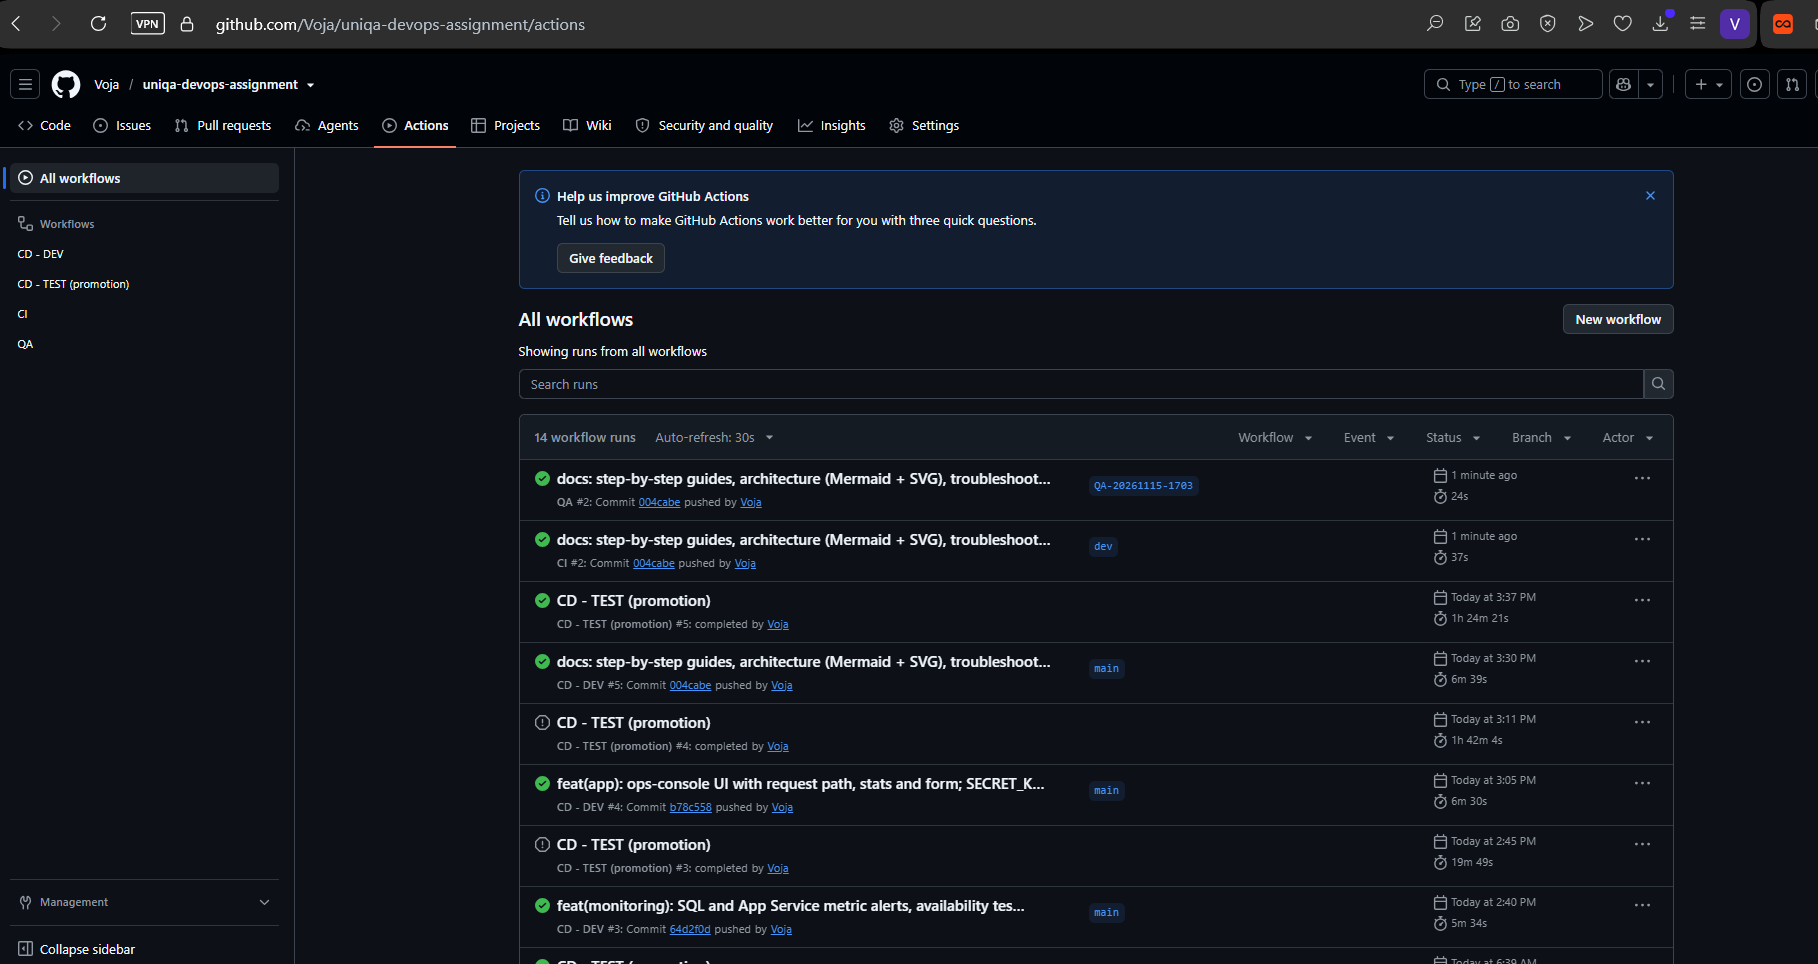 VPN
github.com/Voja/uniqa-devops-assignment/actions
V
Voja / uniqa-devops-assignment
Type / to search
Code
Issues
Pull requests
Agents
Actions
Projects
Wiki
Security and quality
Insights
Settings
All workflows
Workflows
CD - DEV
CD - TEST (promotion)
CI
QA
Management
Collapse sidebar
Help us improve GitHub Actions
Tell us how to make GitHub Actions work better for you with three quick questions.
Give feedback
All workflows
New workflow
Showing runs from all workflows
Search runs
14 workflow runs Auto-refresh: 30s Workflow Event Status Branch Actor
docs: step-by-step guides, architecture (Mermaid + SVG), troubleshoot... QA-20261115-1703 1 minute ago
QA #2: Commit 004cabe pushed by Voja 24s
docs: step-by-step guides, architecture (Mermaid + SVG), troubleshoot... dev 1 minute ago
CI #2: Commit 004cabe pushed by Voja 37s
CD - TEST (promotion) Today at 3:37 PM
CD - TEST (promotion) #5: completed by Voja 1h 24m 21s
docs: step-by-step guides, architecture (Mermaid + SVG), troubleshoot... main Today at 3:30 PM
CD - DEV #5: Commit 004cabe pushed by Voja 6m 39s
CD - TEST (promotion) Today at 3:11 PM
CD - TEST (promotion) #4: completed by Voja 1h 42m 4s
feat(app): ops-console UI with request path, stats and form; SECRET_K... main Today at 3:05 PM
CD - DEV #4: Commit b78c558 pushed by Voja 6m 30s
CD - TEST (promotion) Today at 2:45 PM
CD - TEST (promotion) #3: completed by Voja 19m 49s
feat(monitoring): SQL and App Service metric alerts, availability tes... main Today at 2:40 PM
CD - DEV #3: Commit 64d2f0d pushed by Voja 5m 34s